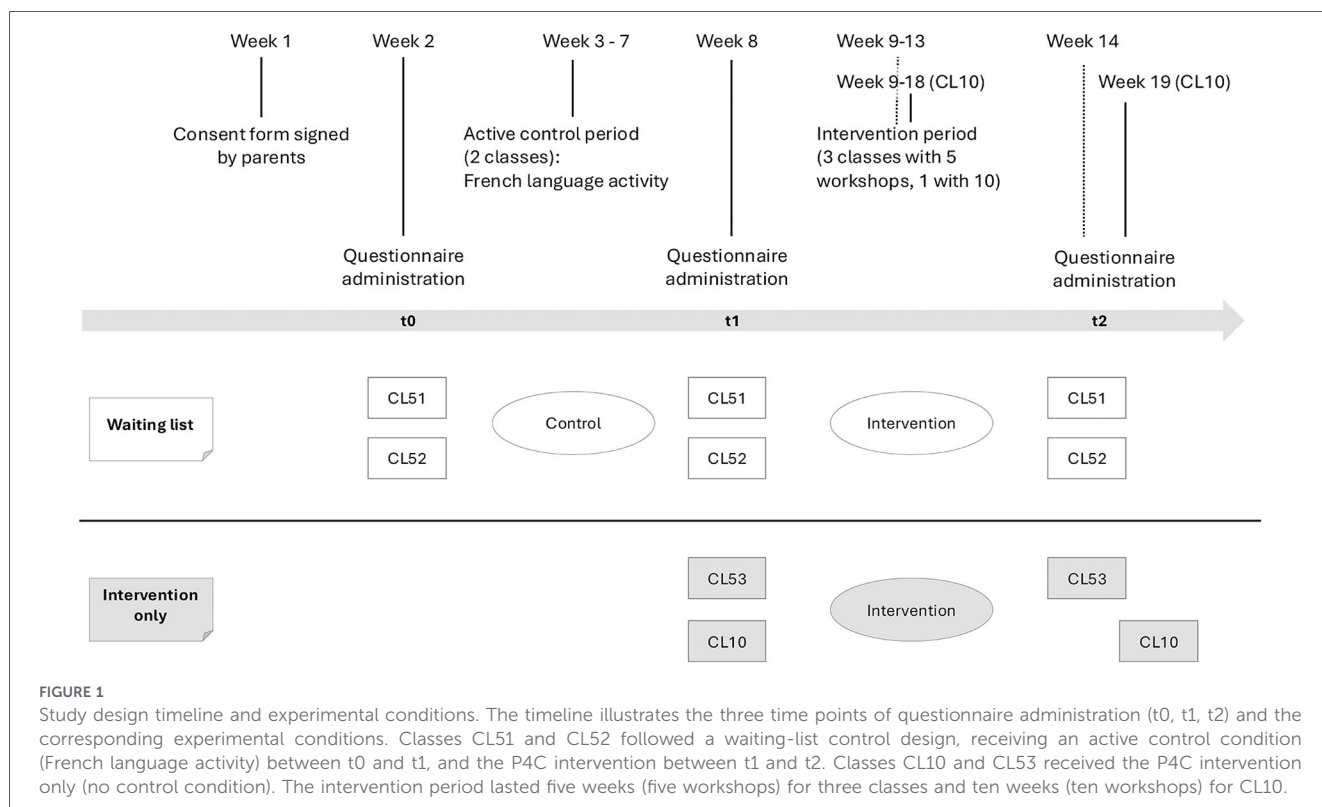 Week 1
Week 2
Week 3 - 7
Week 8
Week 9-13
Week 14
Week 9-18 (CL10)
Week 19 (CL10)
Consent form signed
by parents
Active control period
(2 classes):
French language activity
Intervention period
(3 classes with 5
workshops, 1 with 10)
Questionnaire
administration
Questionnaire
administration
Questionnaire
administration
t0
t1
t2
Waiting list
CL51
CL52
Control
CL51
CL52
Intervention
CL51
CL52
Intervention
only
CL53
CL10
Intervention
CL53
CL10
FIGURE 1
Study design timeline and experimental conditions. The timeline illustrates the three time points of questionnaire administration (t0, t1, t2) and the
corresponding experimental conditions. Classes CL51 and CL52 followed a waiting-list control design, receiving an active control condition
(French language activity) between t0 and t1, and the P4C intervention between t1 and t2. Classes CL10 and CL53 received the P4C intervention
only (no control condition). The intervention period lasted five weeks (five workshops) for three classes and ten weeks (ten workshops) for CL10.